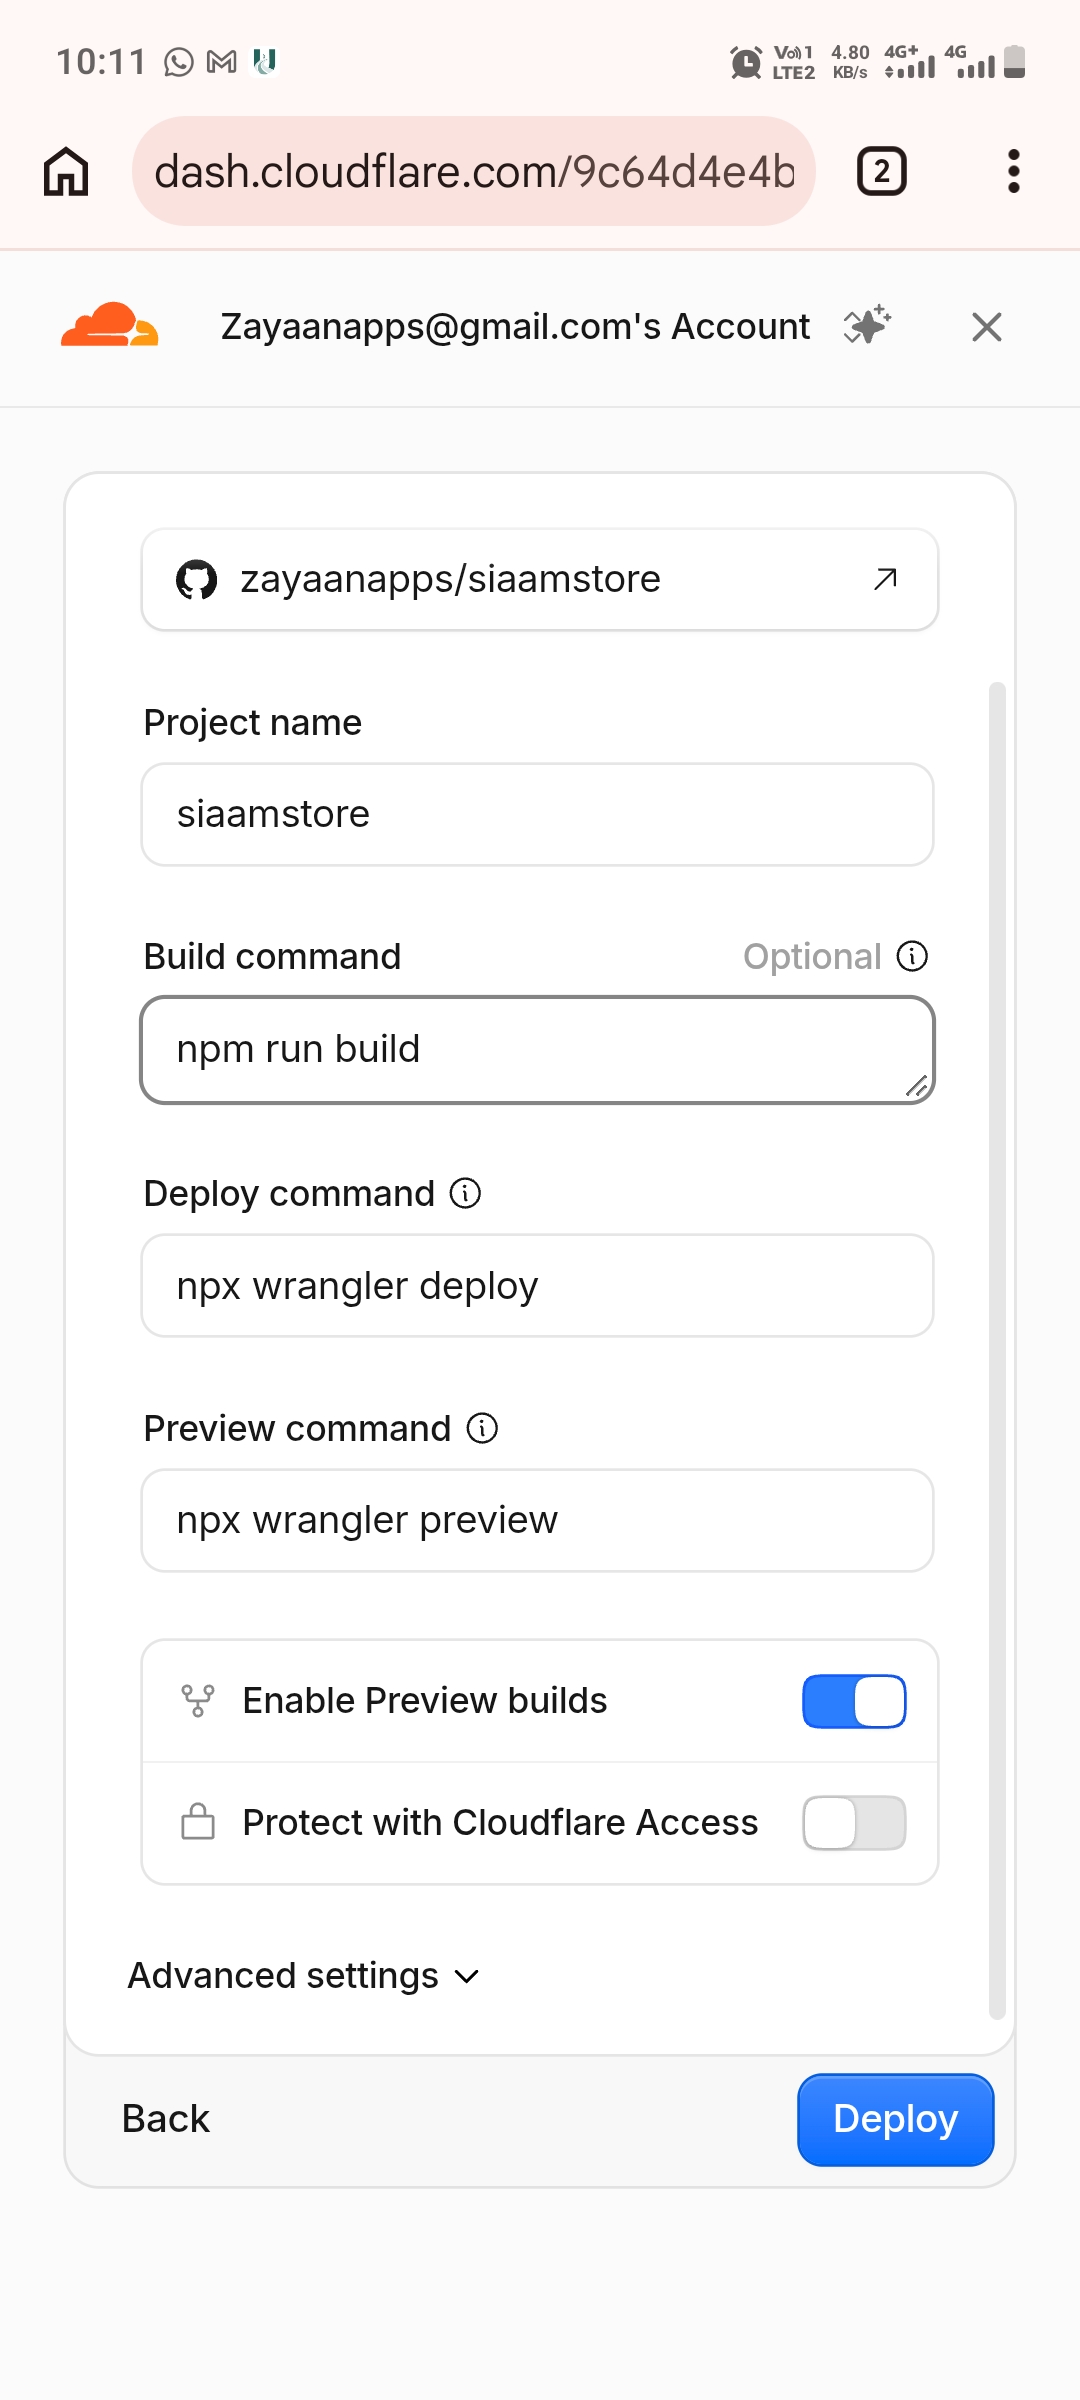 10:11
Vo)) 1
LTE2
4.80
KB/s
4G+
4G
dash.cloudflare.com/9c64d4e4b
2
Zayaanapps@gmail.com's Account
zayaanapps/siaamstore
Project name
siaamstore
Build command
Optional
npm run build
Deploy command
npx wrangler deploy
Preview command
npx wrangler preview
Enable Preview builds
Protect with Cloudflare Access
Advanced settings
Back
Deploy